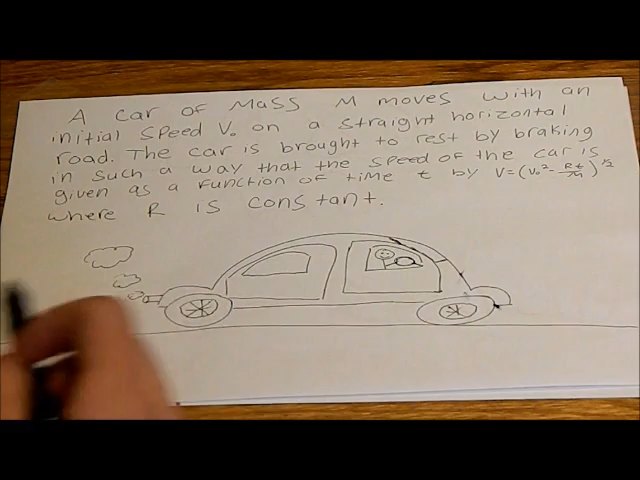 A car of mass M moves with an
initial speed V₀ on a straight horizontal
road. The car is brought to rest by braking
in such a way that the speed of the car is
given as a function of time t by V=(V₀²-Rt/M)^1/2
where R is constant.